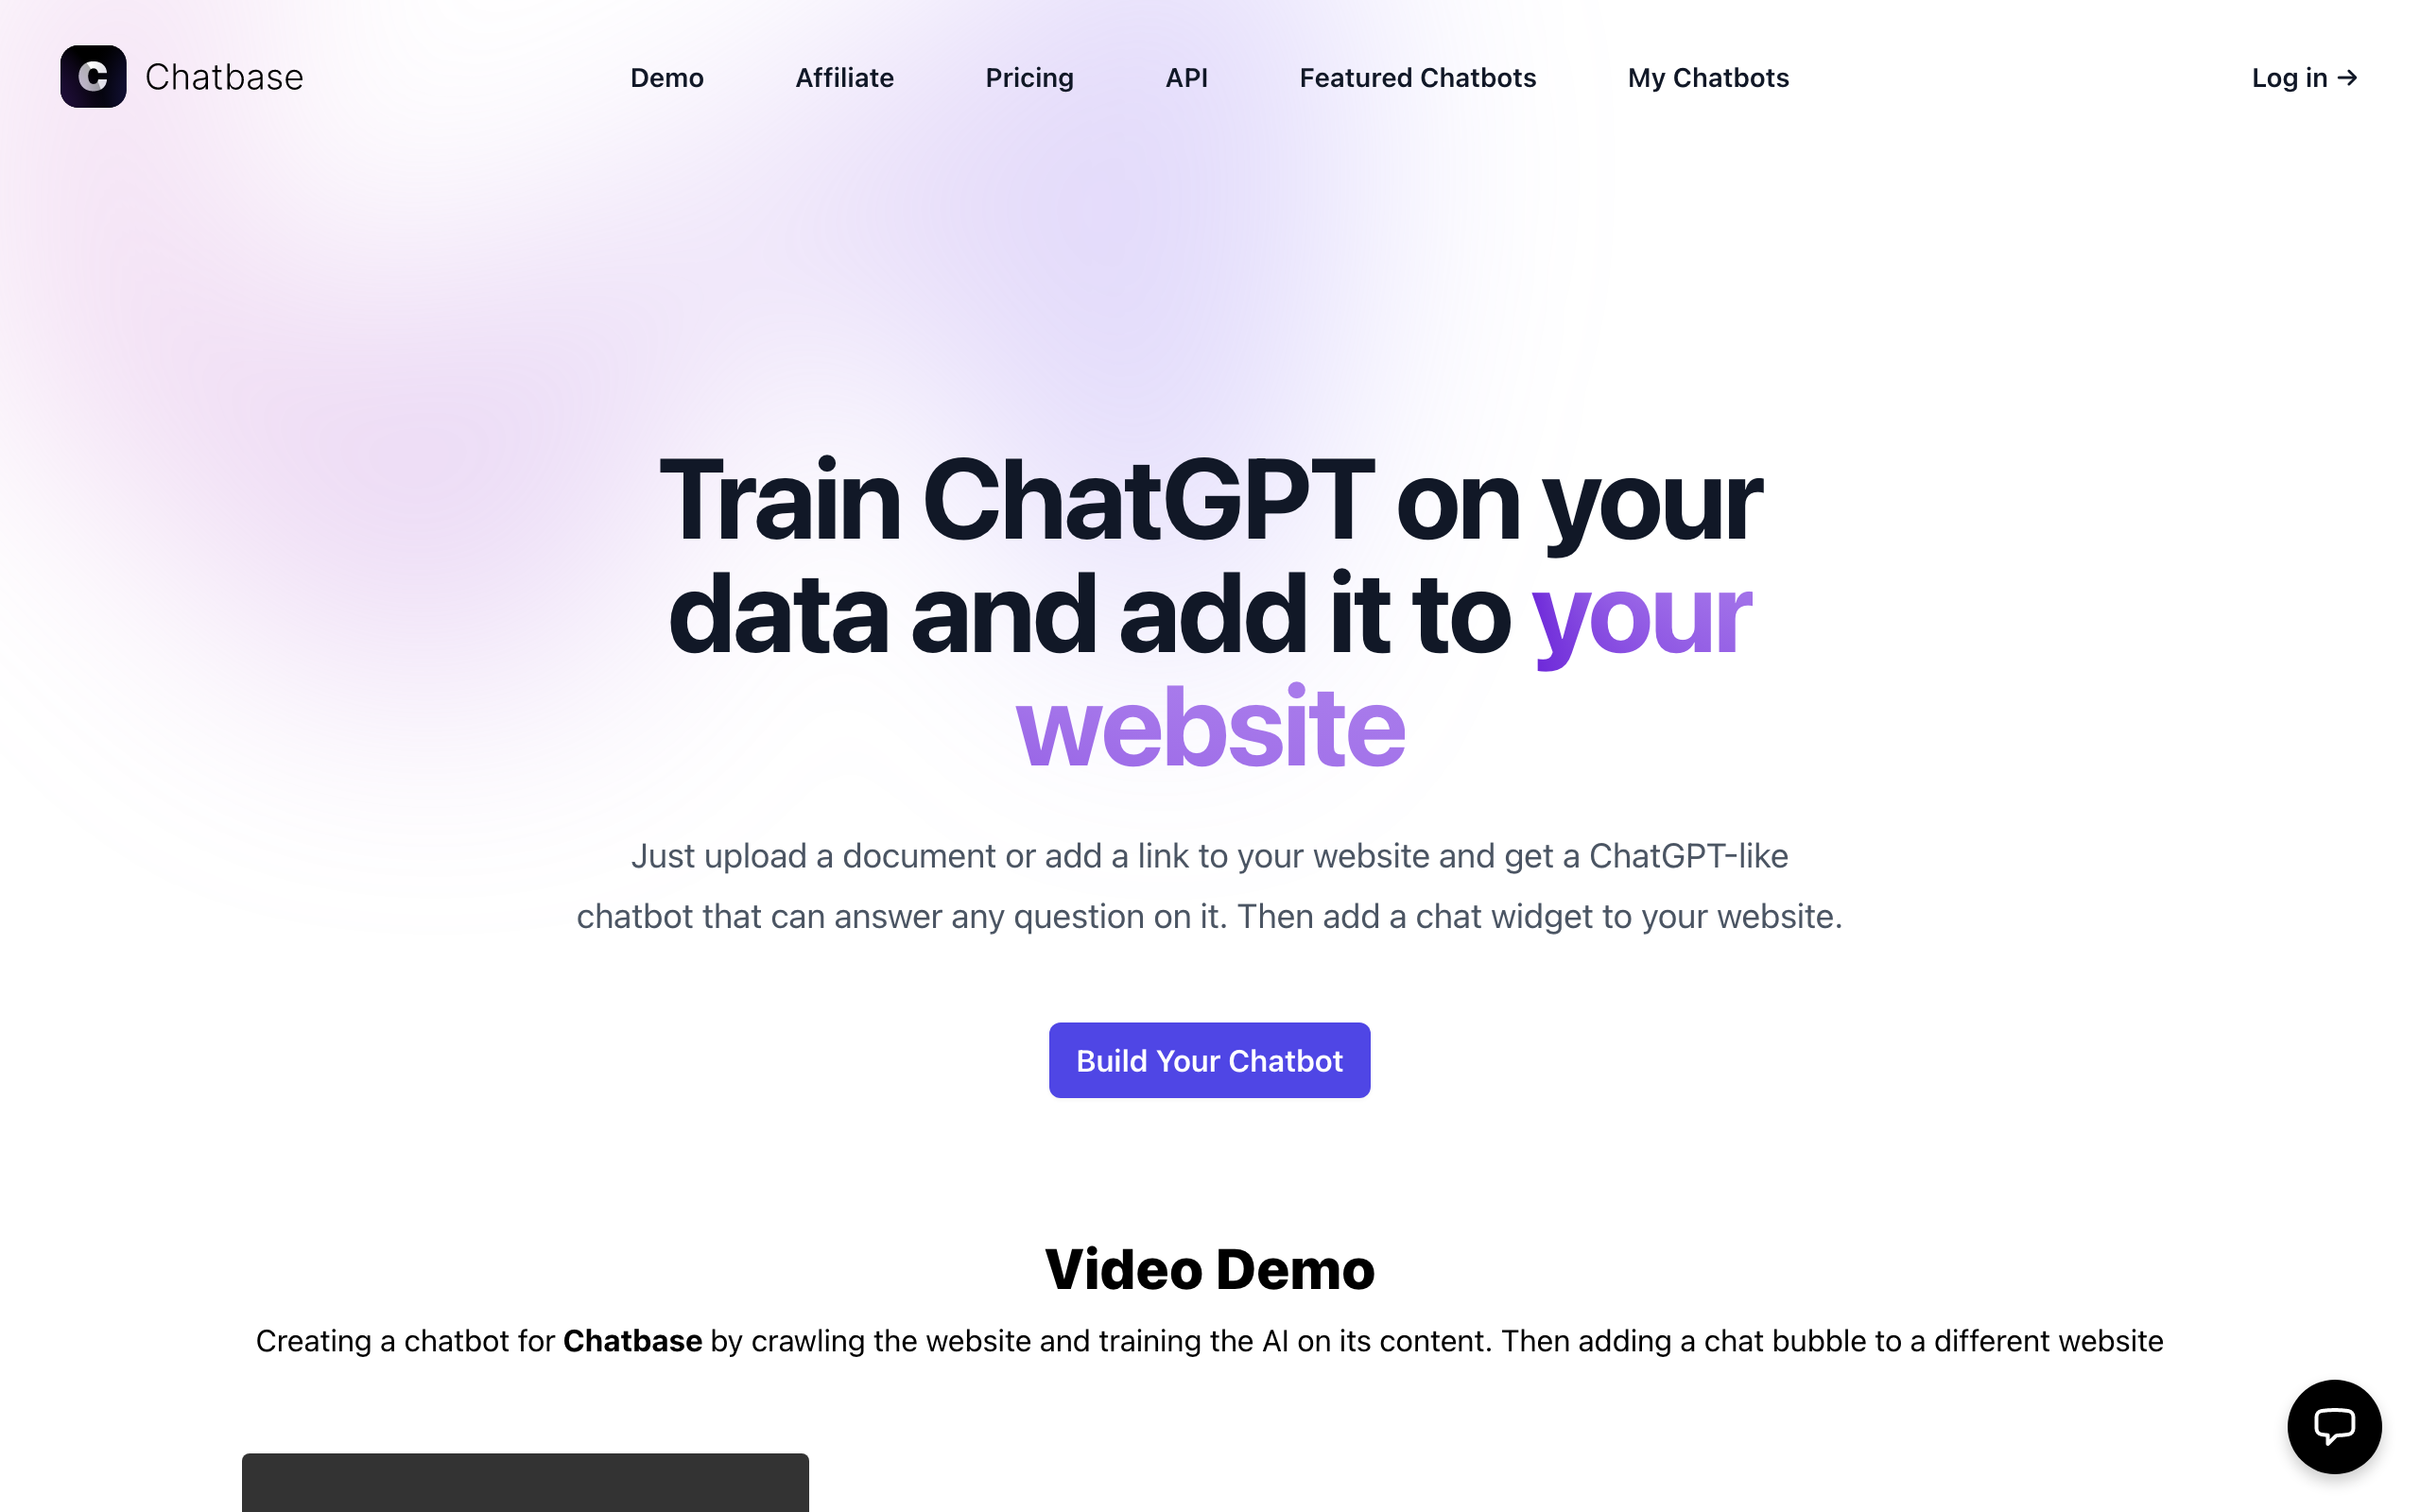 Chatbase
Demo
Affiliate
Pricing
API
Featured Chatbots
My Chatbots
Log in →
Train ChatGPT on your
data and add it to your
website
Just upload a document or add a link to your website and get a ChatGPT-like
chatbot that can answer any question on it. Then add a chat widget to your website.
Build Your Chatbot
Video Demo
Creating a chatbot for Chatbase by crawling the website and training the AI on its content. Then adding a chat bubble to a different website